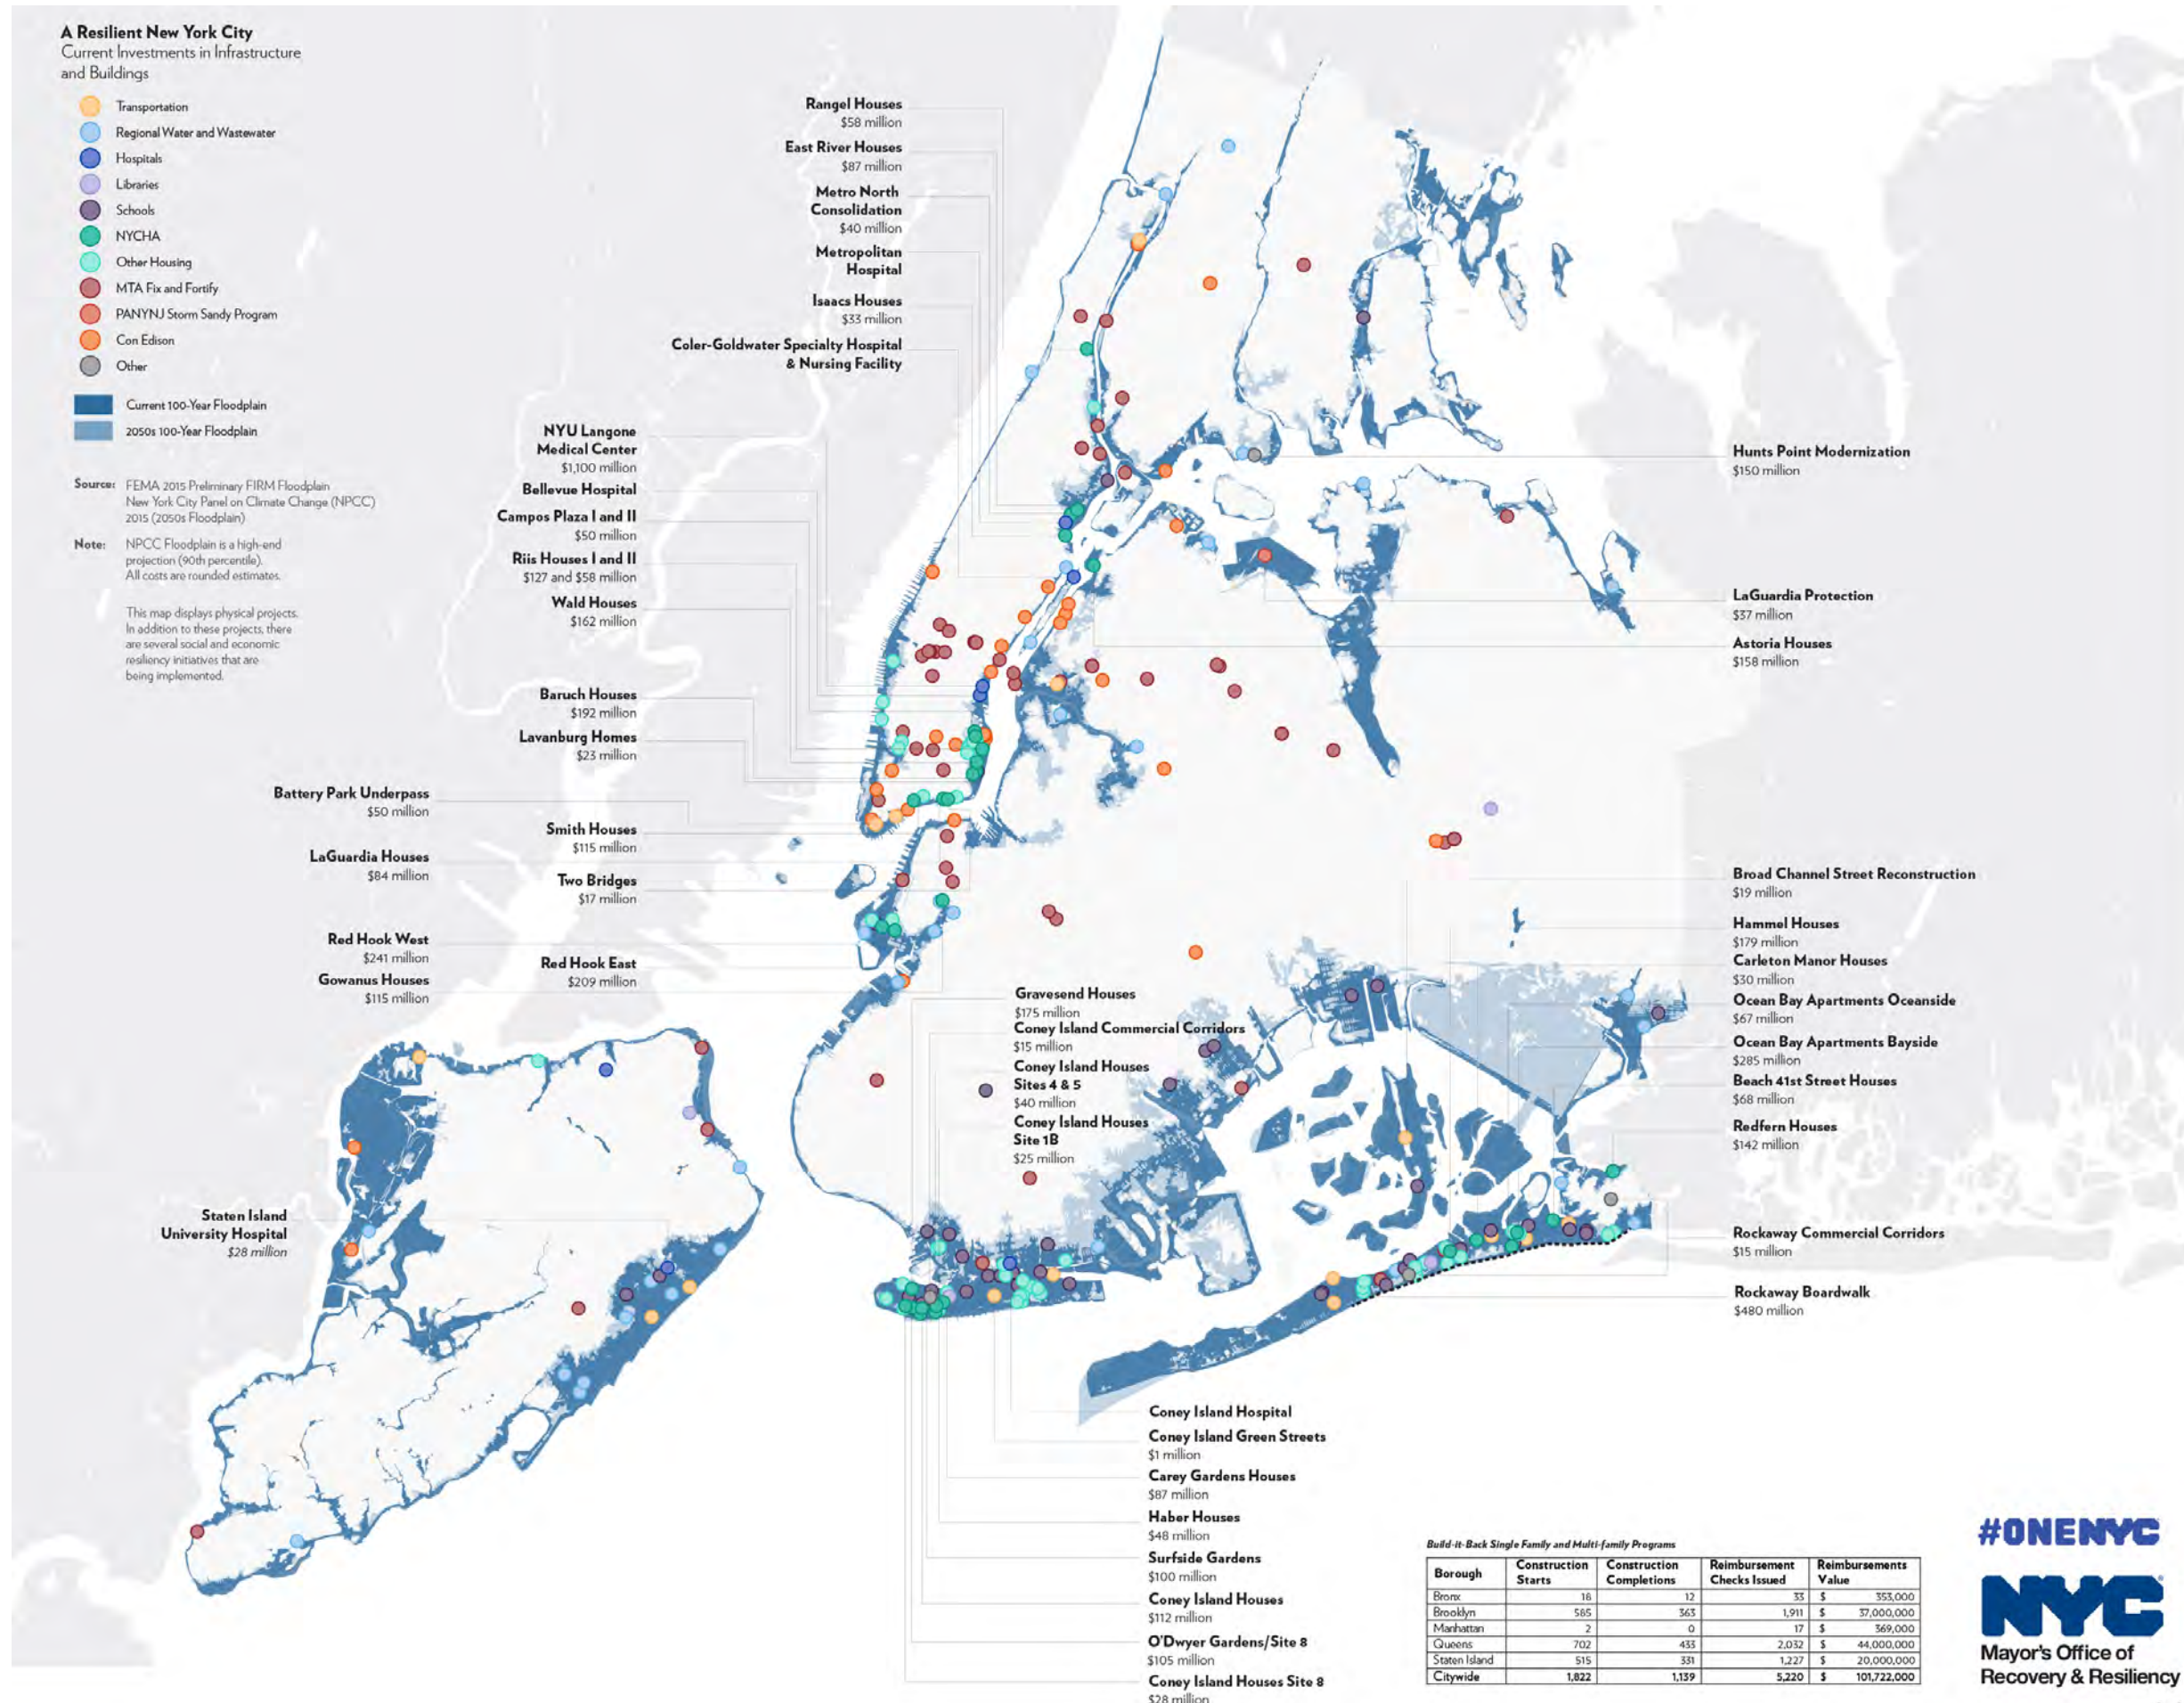 A Resilient New York City
Current Investments in Infrastructure
and Buildings
Transportation
Regional Water and Wastewater
Hospitals
Libraries
Schools
NYCHA
Other Housing
MTA Fix and Fortify
PANYNJ Storm Sandy Program
Con Edison
Other
Current 100-Year Floodplain
2050s 100-Year Floodplain
Source: FEMA 2015 Preliminary FIRM Floodplain
New York City Panel on Climate Change (NPCC)
2015 (2050s Floodplain)
Note: NPCC Floodplain is a high-end
projection (90th percentile).
All costs are rounded estimates.
This map displays physical projects.
In addition to these projects, there
are several social and economic
resiliency initiatives that are
being implemented.
Rangel Houses
$58 million
East River Houses
$87 million
Metro North
Consolidation
$40 million
Metropolitan
Hospital
Isaacs Houses
$33 million
Coler-Goldwater Specialty Hospital
& Nursing Facility
NYU Langone
Medical Center
$1,100 million
Bellevue Hospital
Campos Plaza I and II
$50 million
Riis Houses I and II
$127 and $58 million
Wald Houses
$162 million
Baruch Houses
$192 million
Lavanburg Homes
$23 million
Battery Park Underpass
$50 million
Smith Houses
$115 million
LaGuardia Houses
$84 million
Two Bridges
$17 million
Red Hook West
$241 million
Red Hook East
$209 million
Gowanus Houses
$115 million
Staten Island
University Hospital
$28 million
Gravesend Houses
$175 million
Coney Island Commercial Corridors
$15 million
Coney Island Houses
Sites 4 & 5
$40 million
Coney Island Houses
Site 1B
$25 million
Hunts Point Modernization
$150 million
LaGuardia Protection
$37 million
Astoria Houses
$158 million
Broad Channel Street Reconstruction
$19 million
Hammel Houses
$179 million
Carleton Manor Houses
$30 million
Ocean Bay Apartments Oceanside
$67 million
Ocean Bay Apartments Bayside
$285 million
Beach 41st Street Houses
$68 million
Redfern Houses
$142 million
Rockaway Commercial Corridors
$15 million
Rockaway Boardwalk
$480 million
Coney Island Hospital
Coney Island Green Streets
$1 million
Carey Gardens Houses
$87 million
Haber Houses
$48 million
Surfside Gardens
$100 million
Coney Island Houses
$112 million
O'Dwyer Gardens/Site 8
$105 million
Coney Island Houses Site 8
$28 million
Build-it-Back Single Family and Multi-family Programs
Borough Construction Starts Construction Completions Reimbursement Checks Issued Reimbursements Value
Bronx 18 12 33 $ 353,000
Brooklyn 585 363 1,911 $ 37,000,000
Manhattan 2 0 17 $ 369,000
Queens 702 433 2,032 $ 44,000,000
Staten Island 515 331 1,227 $ 20,000,000
Citywide 1,822 1,139 5,220 $ 101,722,000
#ONENYC
NYC
Mayor's Office of
Recovery & Resiliency